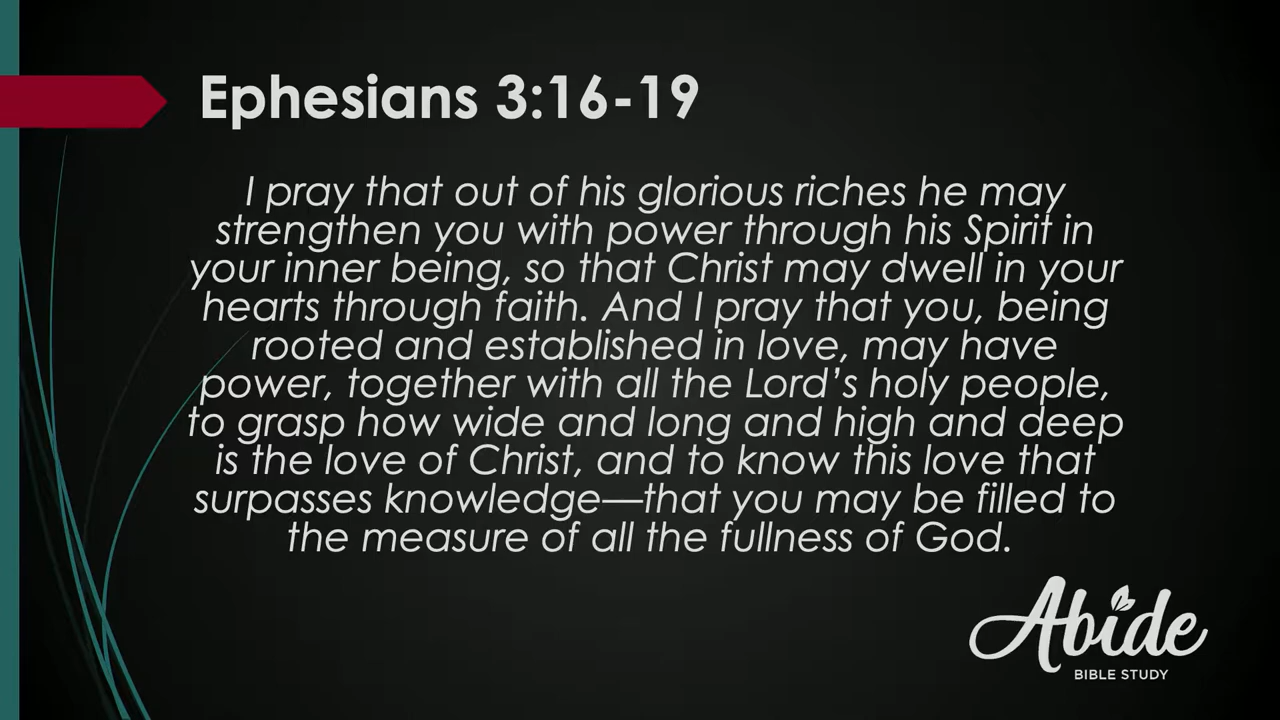 Ephesians 3:16-19
I pray that out of his glorious riches he may
strengthen you with power through his Spirit in
your inner being, so that Christ may dwell in your
hearts through faith. And I pray that you, being
rooted and established in love, may have
power, together with all the Lord’s holy people,
to grasp how wide and long and high and deep
is the love of Christ, and to know this love that
surpasses knowledge—that you may be filled to
the measure of all the fullness of God.
Abide
BIBLE STUDY